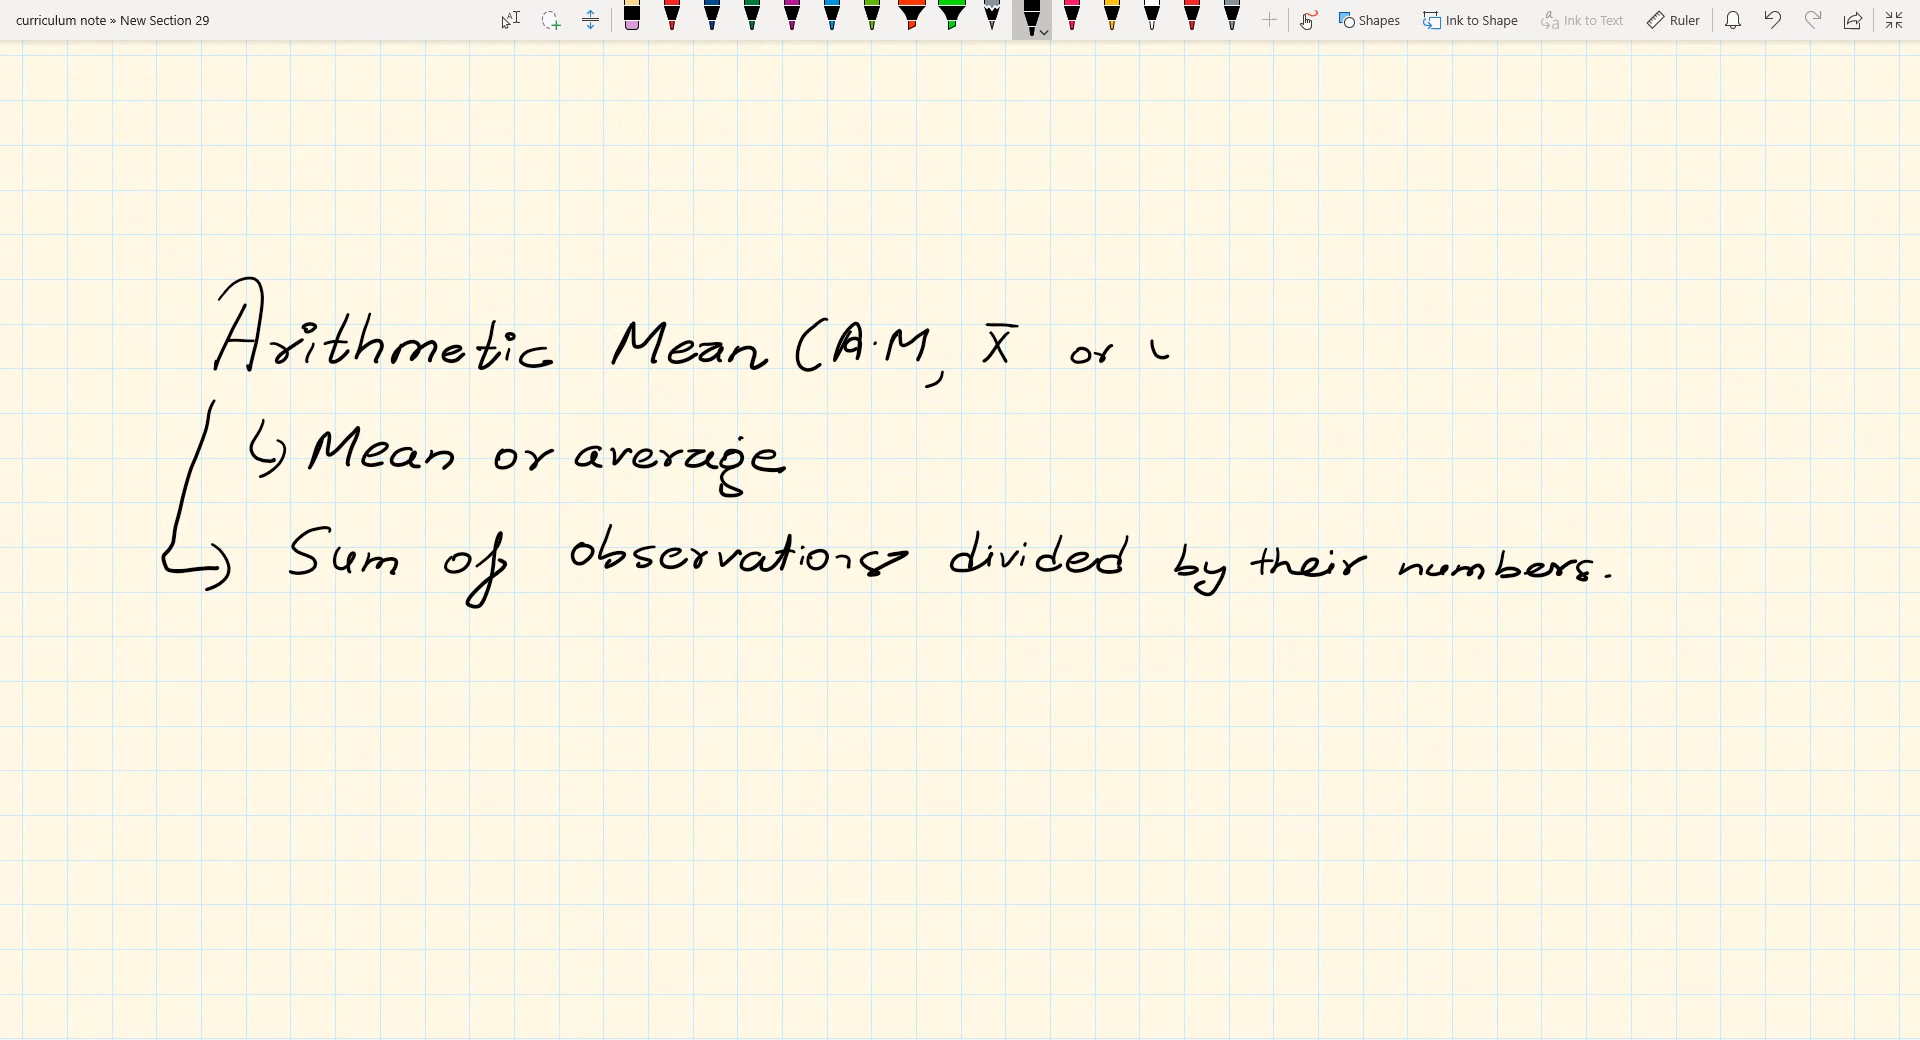 curriculum note » New Section 29
Shapes Ink to Shape Ink to Text Ruler
Arithmetic Mean (A.M, X̄ or
Mean or average
Sum of observations divided by their numbers.